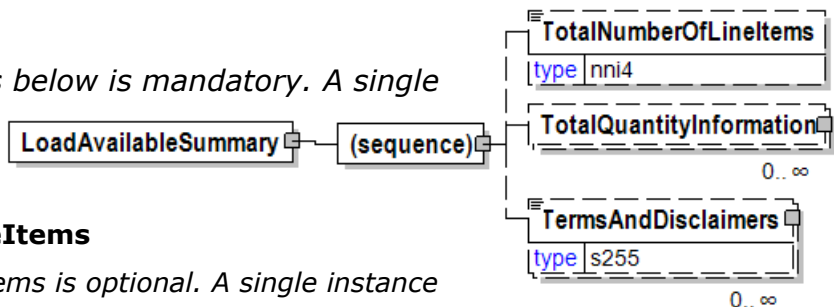 TotalNumberOfLineItems
type nni4
below is mandatory. A single
LoadAvailableSummary
(sequence)
TotalQuantityInformation
0.. ∞
TermsAndDisclaimers
type s255
0.. ∞
eItems
ems is optional. A single instance